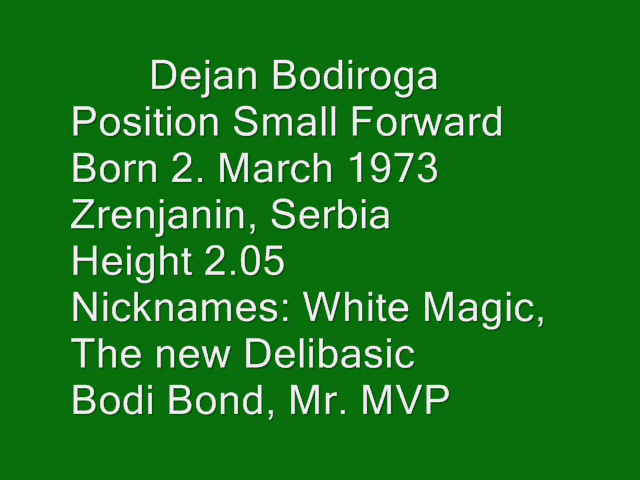 Dejan Bodiroga
Position Small Forward
Born 2. March 1973
Zrenjanin, Serbia
Height 2.05
Nicknames: White Magic,
The new Delibasic
Bodi Bond, Mr. MVP